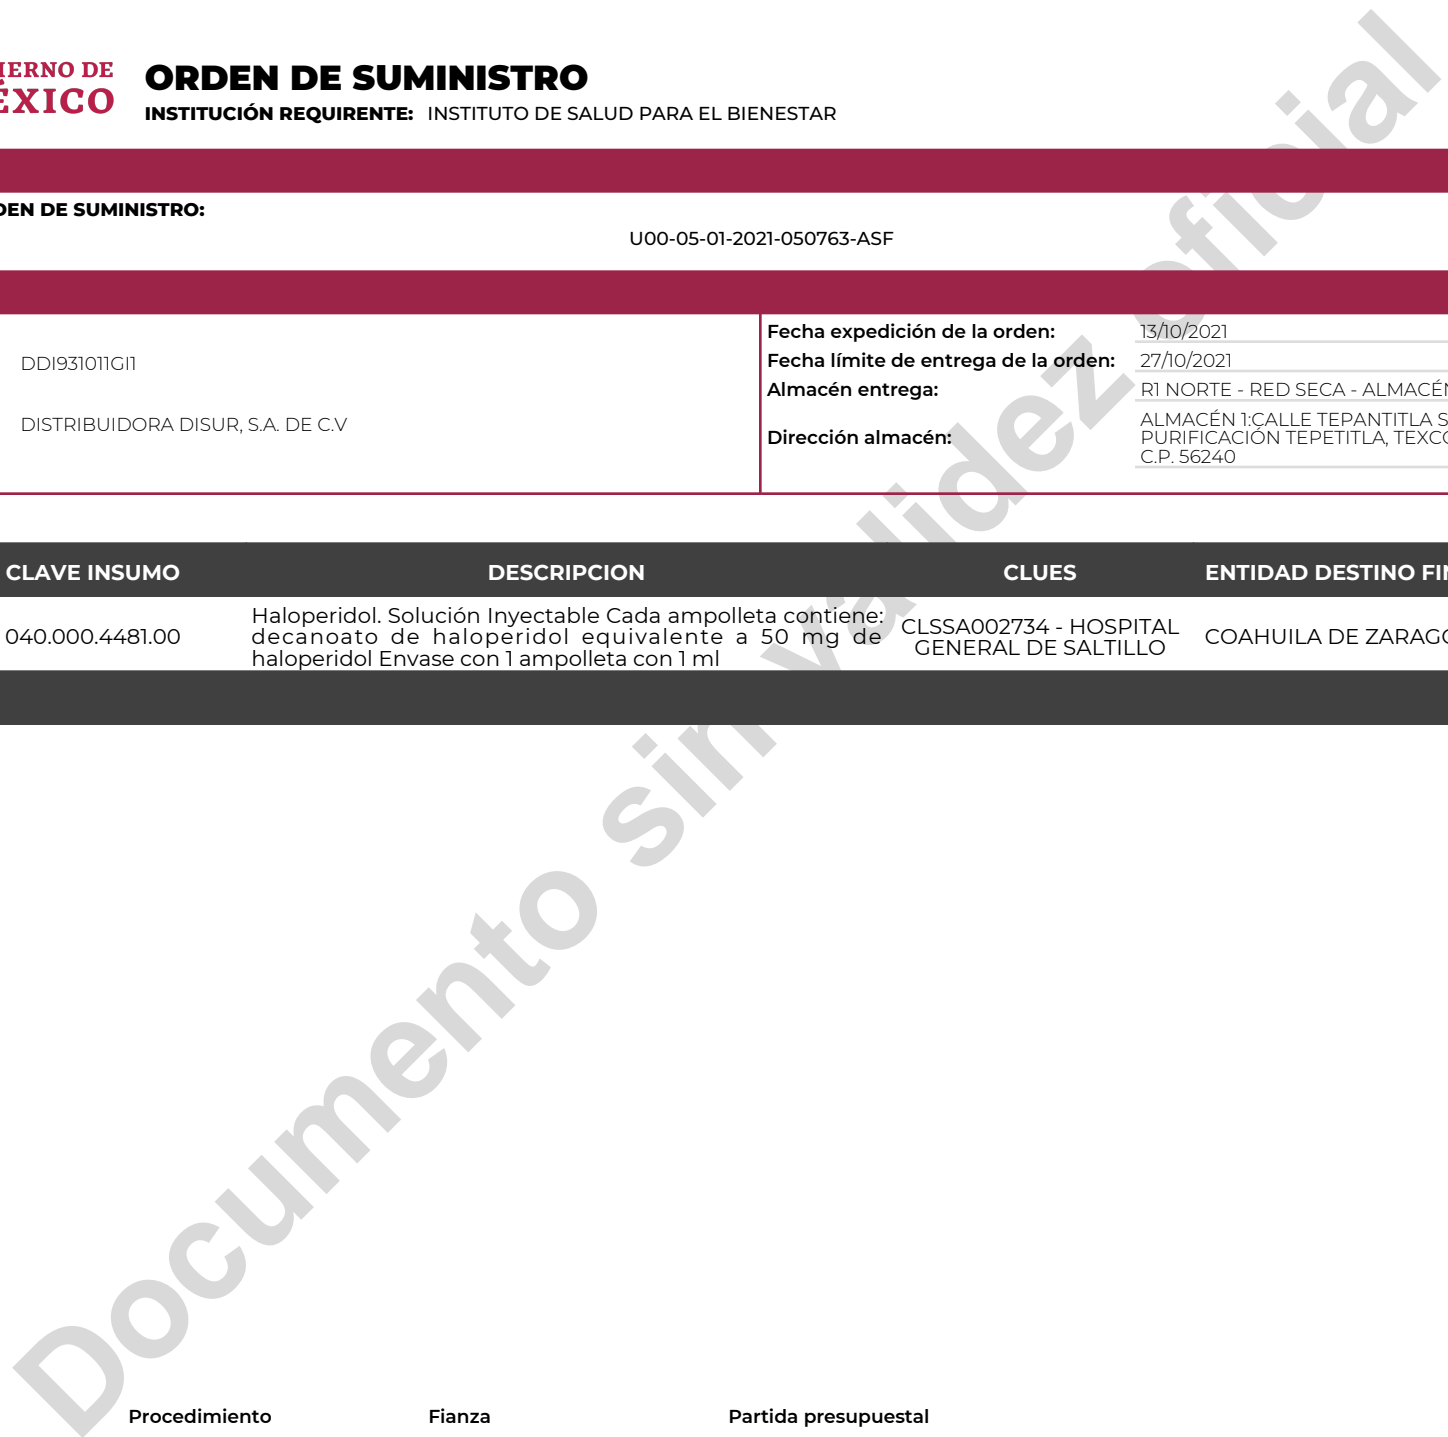 IERNO DE
ÉXICO
ORDEN DE SUMINISTRO
INSTITUCIÓN REQUIRENTE: INSTITUTO DE SALUD PARA EL BIENESTAR
DEN DE SUMINISTRO:
U00-05-01-2021-050763-ASF
DDI931011GI1
DISTRIBUIDORA DISUR, S.A. DE C.V
Fecha expedición de la orden: 13/10/2021
Fecha límite de entrega de la orden: 27/10/2021
Almacén entrega: R1 NORTE - RED SECA - ALMACÉN
Dirección almacén:
ALMACÉN 1:CALLE TEPANTITLA S
PURIFICACIÓN TEPETITLA, TEXCO
C.P. 56240
CLAVE INSUMO DESCRIPCION CLUES ENTIDAD DESTINO FIN
040.000.4481.00
Haloperidol. Solución Inyectable Cada ampolleta contiene:
decanoato de haloperidol equivalente a 50 mg de
haloperidol Envase con 1 ampolleta con 1 ml
CLSSA002734 - HOSPITAL
GENERAL DE SALTILLO
COAHUILA DE ZARAGO
Documento sin validez oficial
Procedimiento Fianza Partida presupuestal